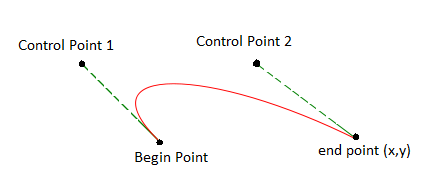 Control Point 1
Control Point 2
Begin Point
end point (x,y)